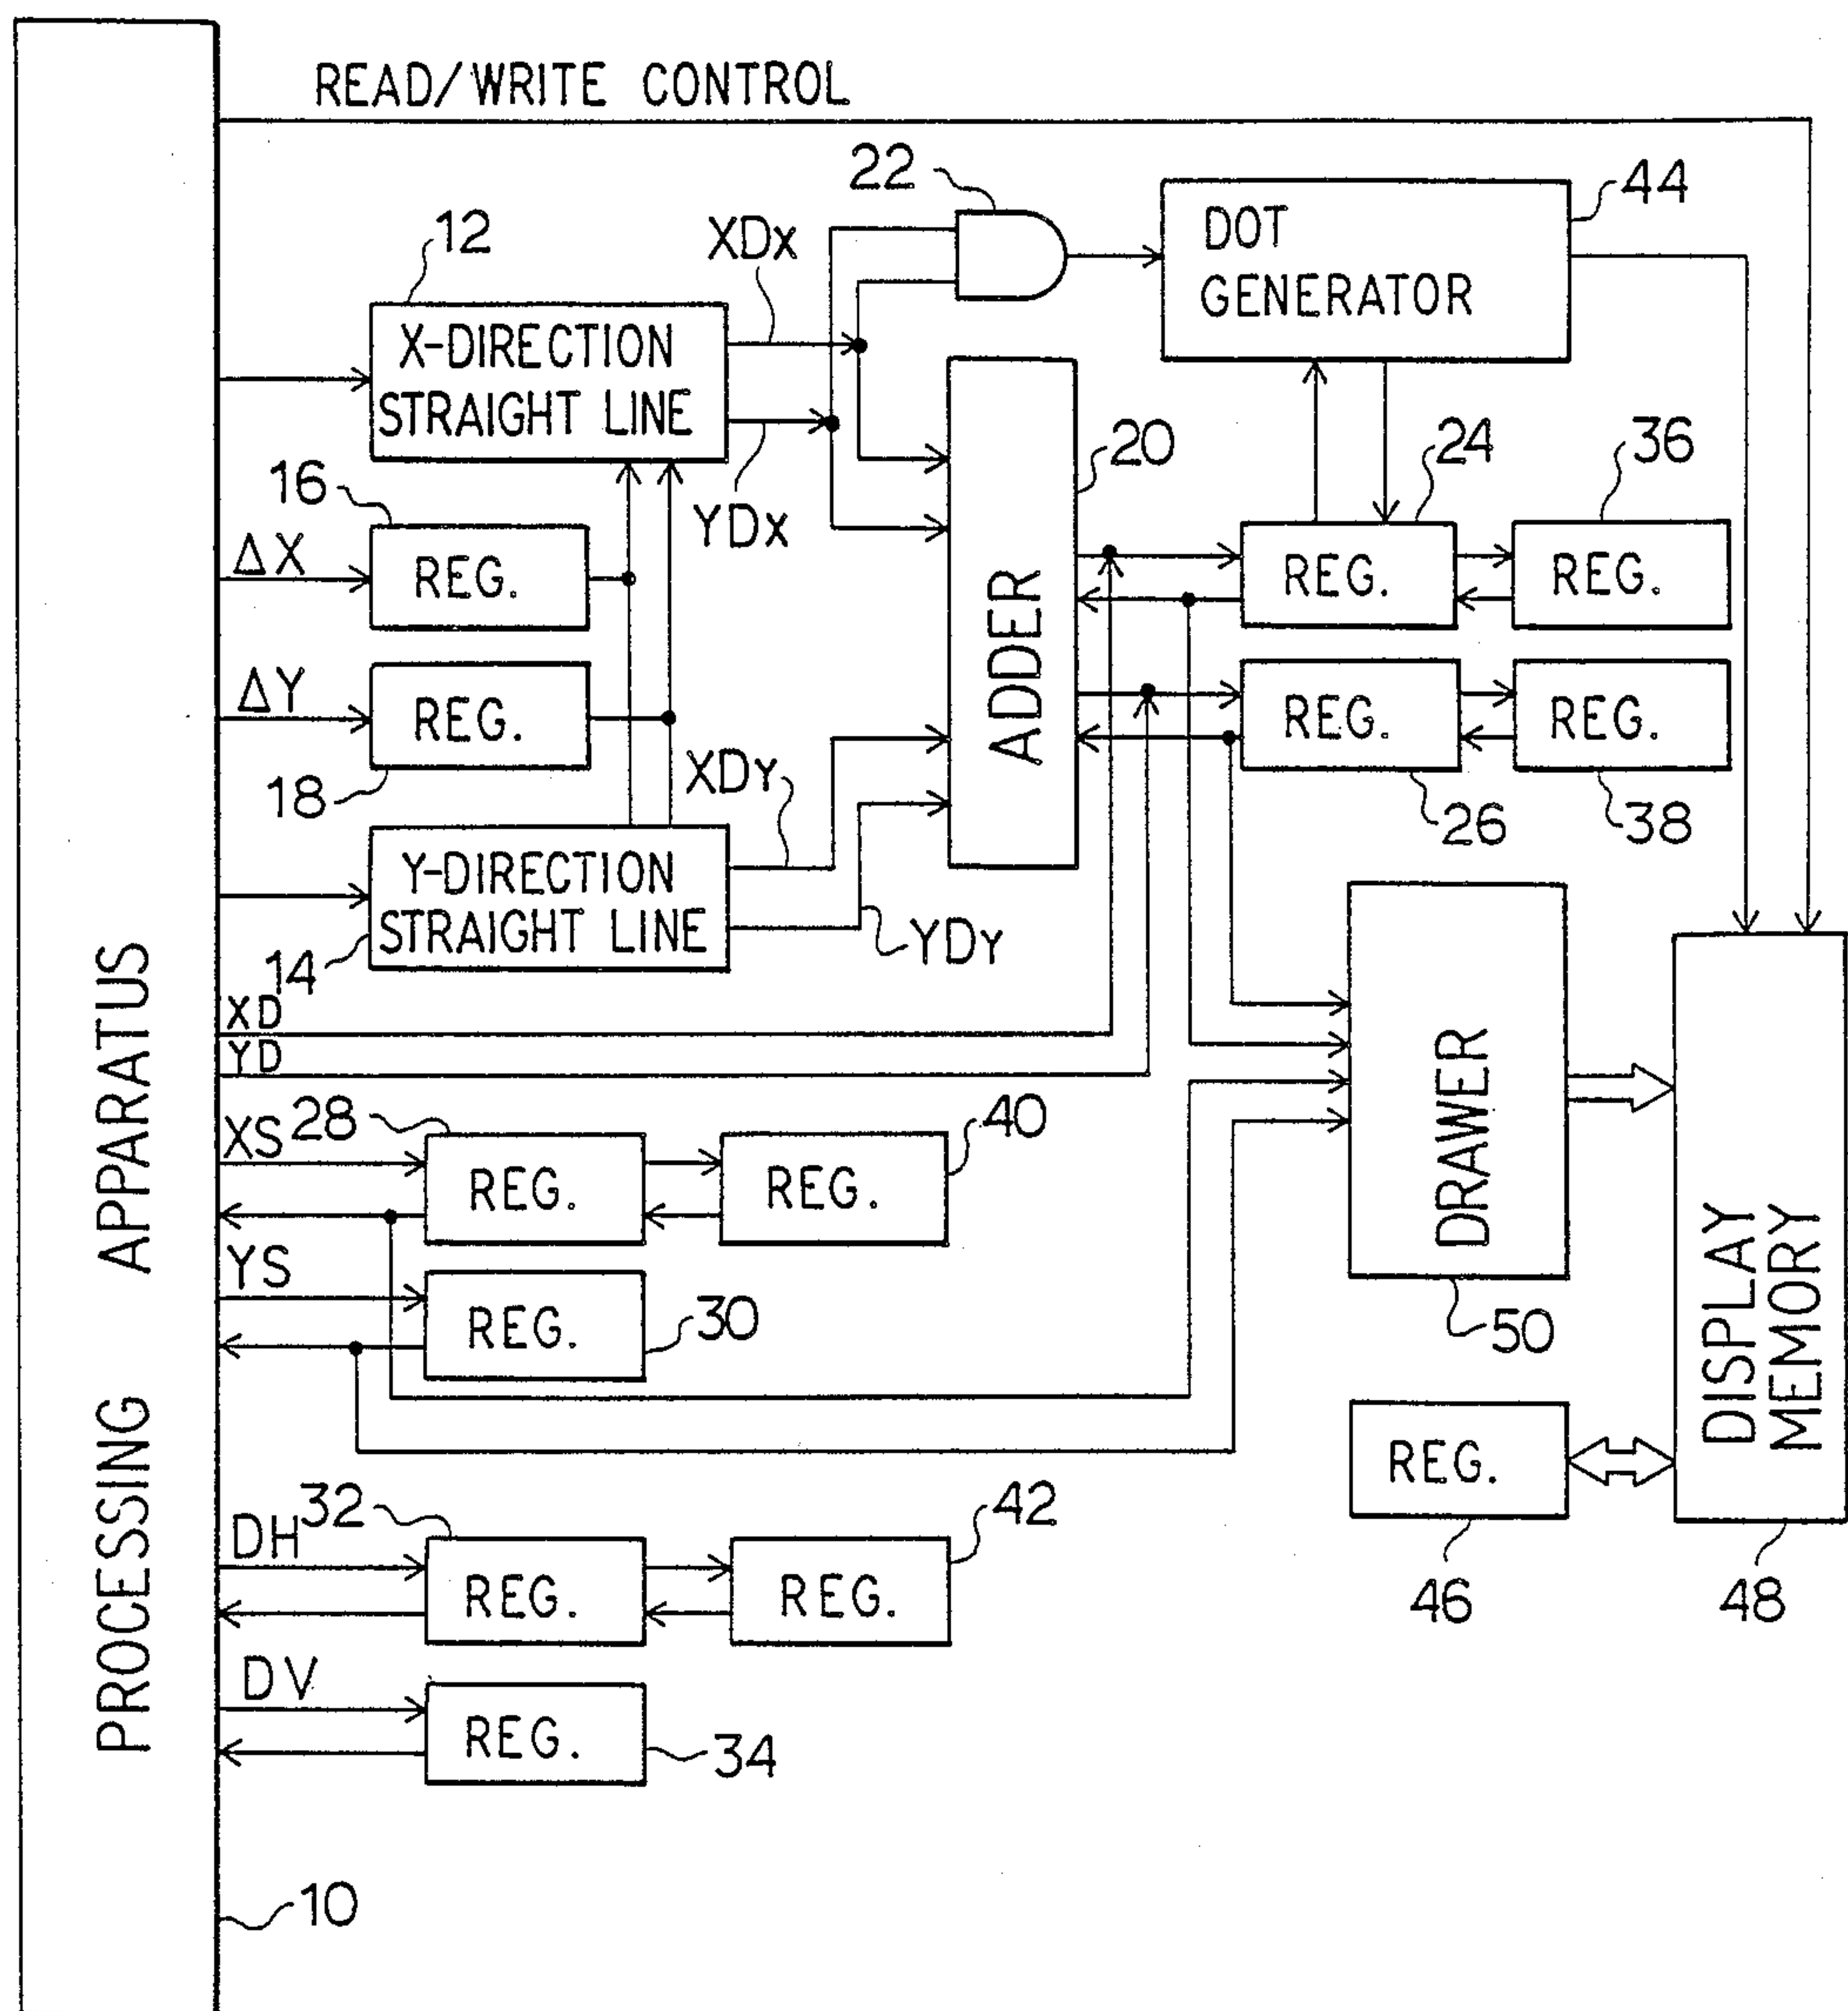 READ/WRITE CONTROL
22
44
DOT
GENERATOR
12
XDx
X-DIRECTION
STRAIGHT LINE
YDx
20
24
36
16
ΔX
REG.
ADDER
REG.
REG.
ΔY
REG.
18
REG.
REG.
26
38
XDY
Y-DIRECTION
STRAIGHT LINE
14
YDY
XD
YD
PROCESSING APPARATUS
XS
28
REG.
REG.
40
YS
REG.
30
DRAWER
50
DISPLAY
MEMORY
REG.
46
48
DH
32
REG.
REG.
42
DV
REG.
34
10